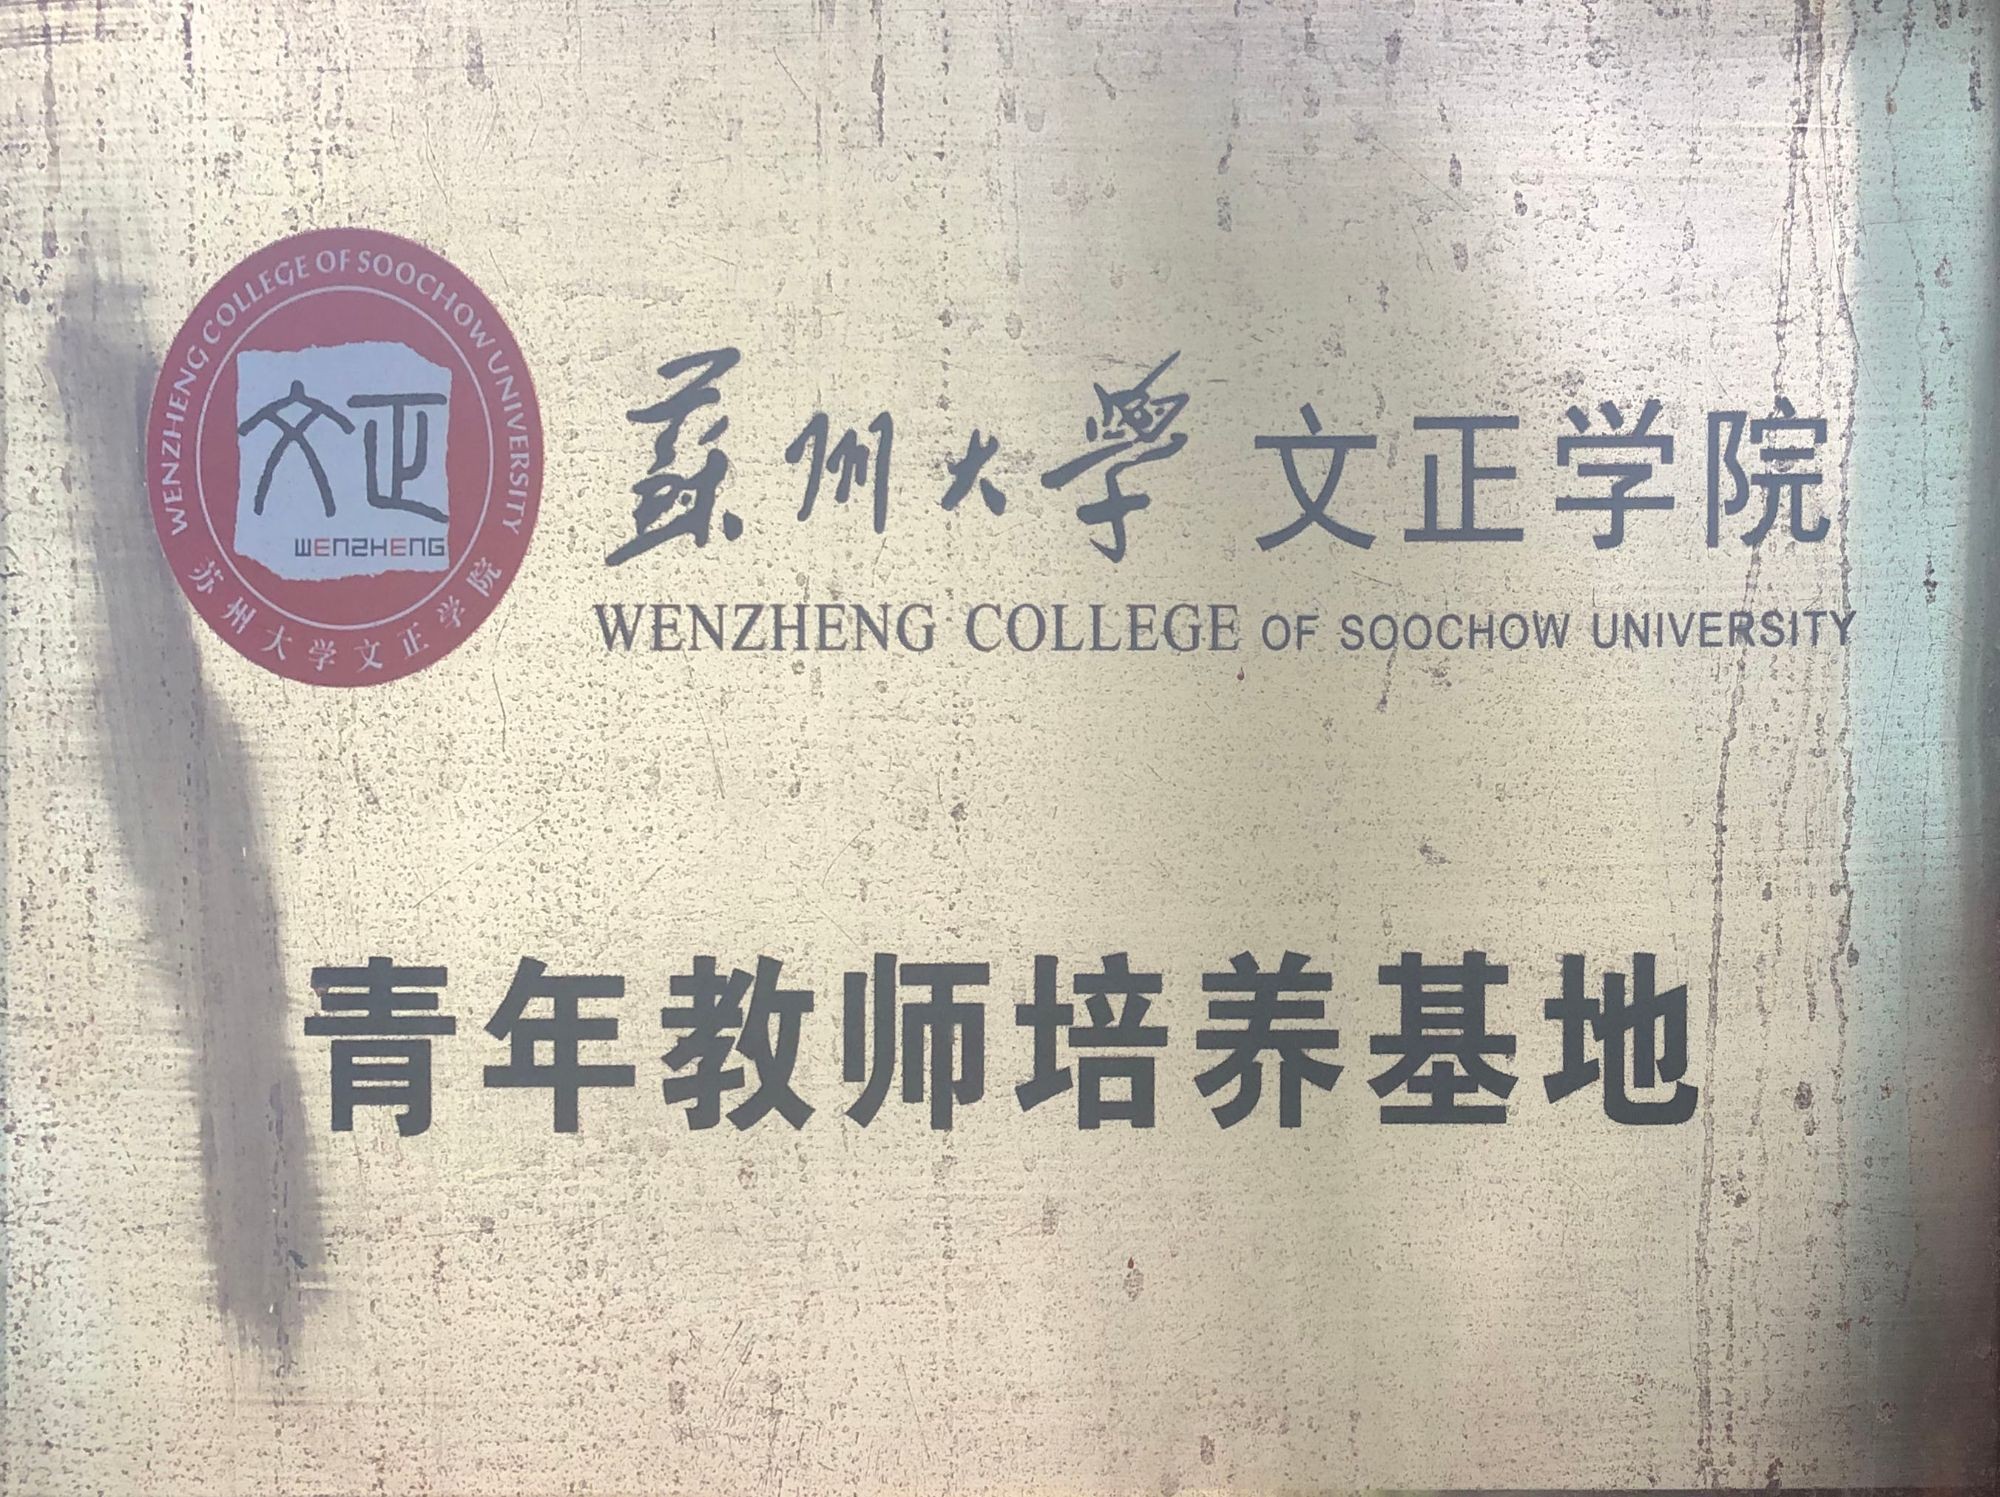 WENZHENG COLLEGE OF SOOCHOW UNIVERSITY
文正
WENZHENG
苏州大学文正学院
蘇州大學 文正学院
WENZHENG COLLEGE OF SOOCHOW UNIVERSITY
青年教师培养基地